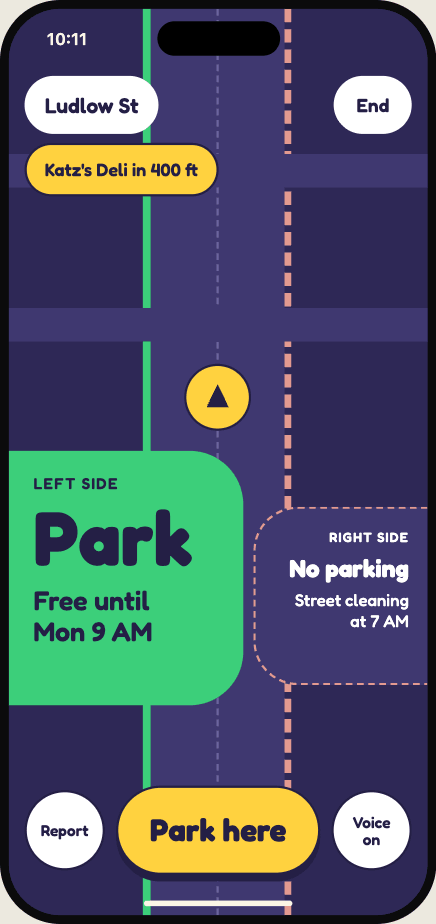 10:11
Ludlow St
End
Katz's Deli in 400 ft
LEFT SIDE
Park
Free until
Mon 9 AM
RIGHT SIDE
No parking
Street cleaning
at 7 AM
Report
Park here
Voice
on